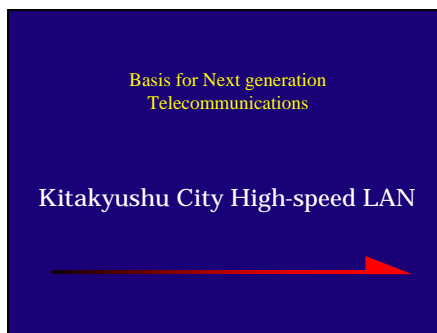 Basis for Next generation
Telecommunications
Kitakyushu City High-speed LAN